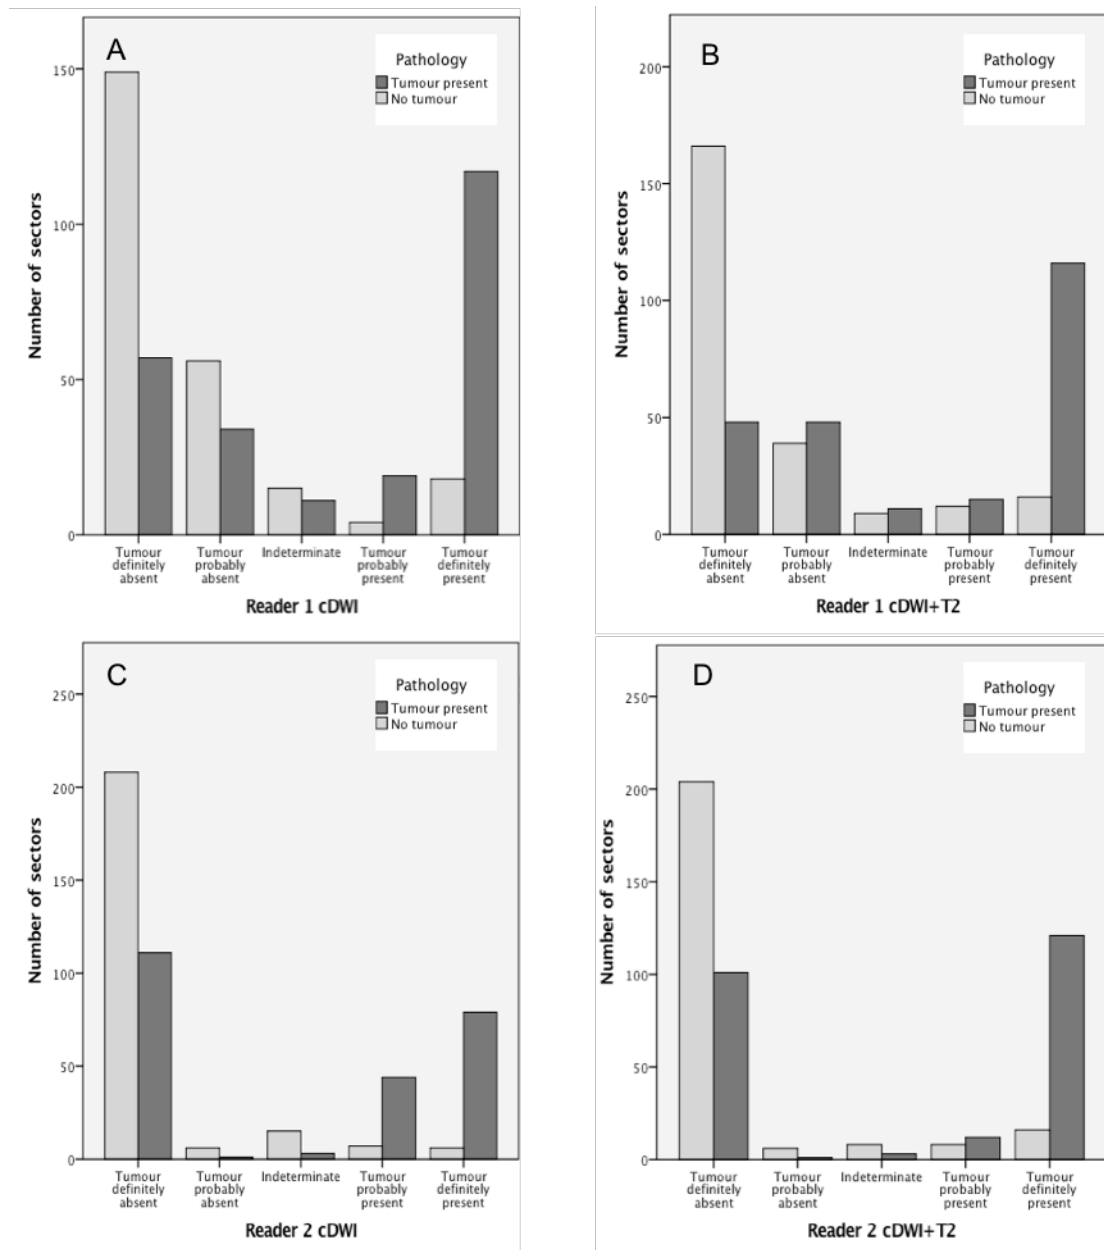 A
Pathology
Tumour present
No tumour
150
100
50
0
Number of sectors
Tumour definitely absent
Tumour probably absent
Indeterminate
Tumour probably present
Tumour definitely present
Reader 1 cDWI
B
Pathology
Tumour present
No tumour
200
150
100
50
0
Number of sectors
Tumour definitely absent
Tumour probably absent
Indeterminate
Tumour probably present
Tumour definitely present
Reader 1 cDWI+T2
C
Pathology
Tumour present
No tumour
250
200
150
100
50
0
Number of sectors
Tumour definitely absent
Tumour probably absent
Indeterminate
Tumour probably present
Tumour definitely present
Reader 2 cDWI
D
Pathology
Tumour present
No tumour
250
200
150
100
50
0
Number of sectors
Tumour definitely absent
Tumour probably absent
Indeterminate
Tumour probably present
Tumour definitely present
Reader 2 cDWI+T2